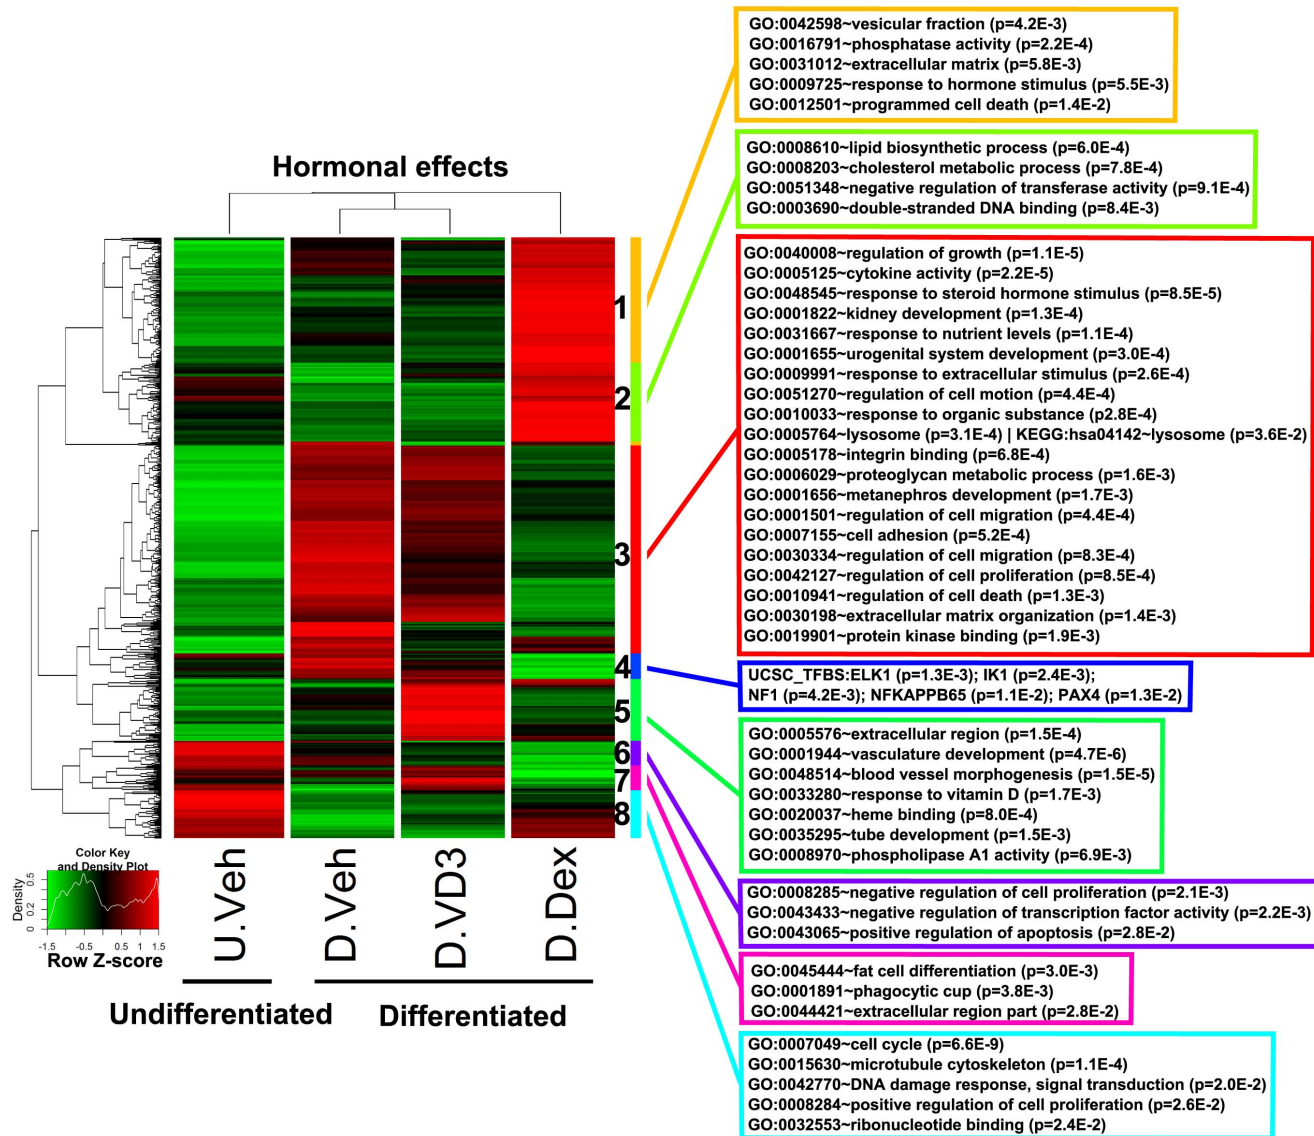 Hormonal effects
1
2
3
4
5
6
7
8
Color Key
and Density Plot
Density
0 0.2 0.5
-1.5 -0.5 0.5 1.5
Row Z-score
U.Veh
D.Veh
D.VD3
D.Dex
Undifferentiated
Differentiated
GO:0042598~vesicular fraction (p=4.2E-3)
GO:0016791~phosphatase activity (p=2.2E-4)
GO:0031012~extracellular matrix (p=5.8E-3)
GO:0009725~response to hormone stimulus (p=5.5E-3)
GO:0012501~programmed cell death (p=1.4E-2)
GO:0008610~lipid biosynthetic process (p=6.0E-4)
GO:0008203~cholesterol metabolic process (p=7.8E-4)
GO:0051348~negative regulation of transferase activity (p=9.1E-4)
GO:0003690~double-stranded DNA binding (p=8.4E-3)
GO:0040008~regulation of growth (p=1.1E-5)
GO:0005125~cytokine activity (p=2.2E-5)
GO:0048545~response to steroid hormone stimulus (p=8.5E-5)
GO:0001822~kidney development (p=1.3E-4)
GO:0031667~response to nutrient levels (p=1.1E-4)
GO:0001655~urogenital system development (p=3.0E-4)
GO:0009991~response to extracellular stimulus (p=2.6E-4)
GO:0051270~regulation of cell motion (p=4.4E-4)
GO:0010033~response to organic substance (p2.8E-4)
GO:0005764~lysosome (p=3.1E-4) | KEGG:hsa04142~lysosome (p=3.6E-2)
GO:0005178~integrin binding (p=6.8E-4)
GO:0006029~proteoglycan metabolic process (p=1.6E-3)
GO:0001656~metanephros development (p=1.7E-3)
GO:0001501~regulation of cell migration (p=4.4E-4)
GO:0007155~cell adhesion (p=5.2E-4)
GO:0030334~regulation of cell migration (p=8.3E-4)
GO:0042127~regulation of cell proliferation (p=8.5E-4)
GO:0010941~regulation of cell death (p=1.3E-3)
GO:0030198~extracellular matrix organization (p=1.4E-3)
GO:0019901~protein kinase binding (p=1.9E-3)
UCSC_TFBS:ELK1 (p=1.3E-3); IK1 (p=2.4E-3);
NF1 (p=4.2E-3); NFKAPPB65 (p=1.1E-2); PAX4 (p=1.3E-2)
GO:0005576~extracellular region (p=1.5E-4)
GO:0001944~vasculature development (p=4.7E-6)
GO:0048514~blood vessel morphogenesis (p=1.5E-5)
GO:0033280~response to vitamin D (p=1.7E-3)
GO:0020037~heme binding (p=8.0E-4)
GO:0035295~tube development (p=1.5E-3)
GO:0008970~phospholipase A1 activity (p=6.9E-3)
GO:0008285~negative regulation of cell proliferation (p=2.1E-3)
GO:0043433~negative regulation of transcription factor activity (p=2.2E-3)
GO:0043065~positive regulation of apoptosis (p=2.8E-2)
GO:0045444~fat cell differentiation (p=3.0E-3)
GO:0001891~phagocytic cup (p=3.8E-3)
GO:0044421~extracellular region part (p=2.8E-2)
GO:0007049~cell cycle (p=6.6E-9)
GO:0015630~microtubule cytoskeleton (p=1.1E-4)
GO:0042770~DNA damage response, signal transduction (p=2.0E-2)
GO:0008284~positive regulation of cell proliferation (p=2.6E-2)
GO:0032553~ribonucleotide binding (p=2.4E-2)